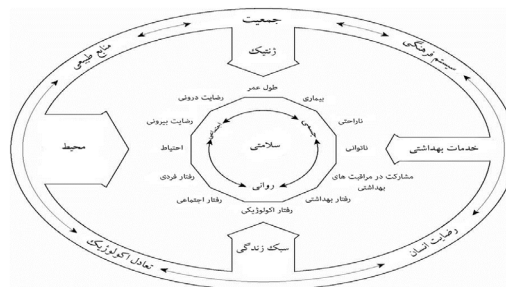 جمعیت
منابع طبیعی
سیستم فرهنگی
ژنتیک
طول عمر
رضایت درونی
بیماری
رضایت بیرونی
ناراحتی
اجتماعی
جسمی
محیط
احتیاط
سلامتی
ناتوانی
خدمات بهداشتی
رفتار فردی
مشارکت در مراقبت های
بهداشتی
روانی
رفتار اجتماعی
رفتار بهداشتی
رفتار اکولوژیکی
سبک زندگی
تعادل اکولوژیک
رضایت انسان